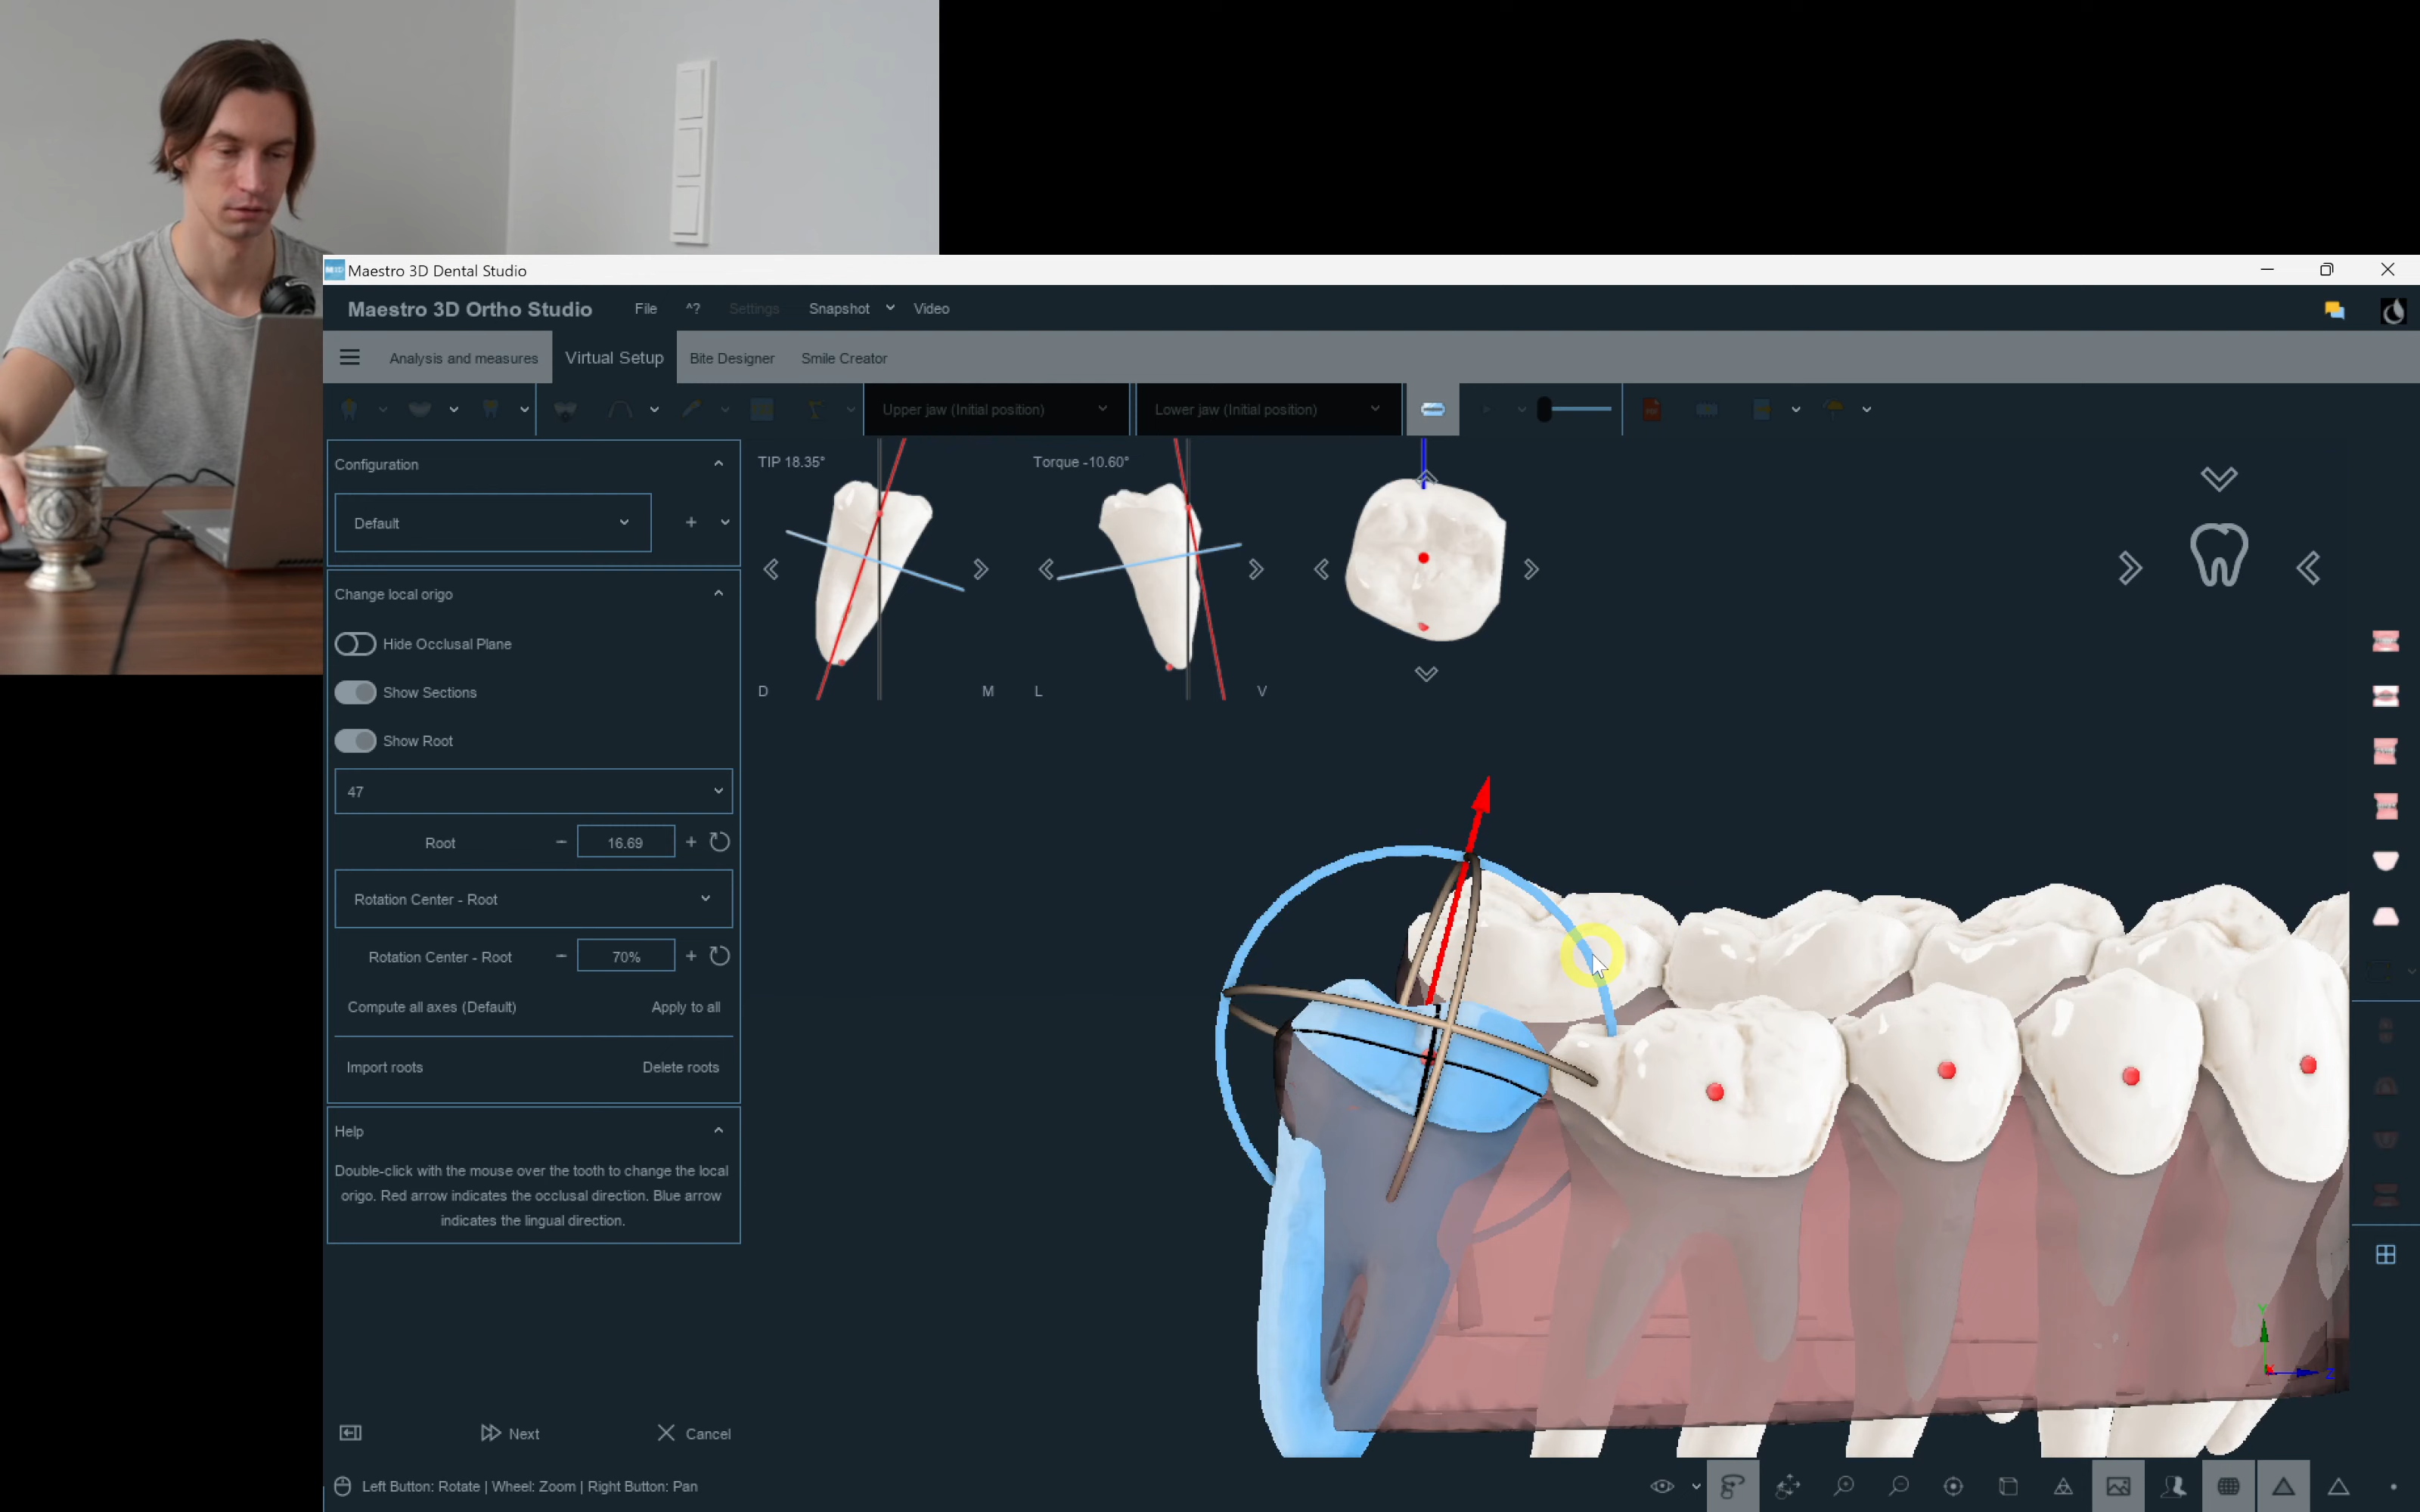 Maestro 3D Dental Studio
Maestro 3D Ortho Studio
File
^?
Settings
Snapshot
Video
Analysis and measures
Virtual Setup
Bite Designer
Smile Creator
Upper jaw (Initial position)
Lower jaw (Initial position)
Configuration
Default
+
TIP 18.35°
Torque -10.60°
Change local origo
Hide Occlusal Plane
Show Sections
D
M
L
V
Show Root
47
Root
16.69
+
Rotation Center - Root
Rotation Center - Root
70%
+
Compute all axes (Default)
Apply to all
Import roots
Delete roots
Help
Double-click with the mouse over the tooth to change the local
origo. Red arrow indicates the occlusal direction. Blue arrow
indicates the lingual direction.
Y
X
Z
Next
Cancel
Left Button: Rotate | Wheel: Zoom | Right Button: Pan